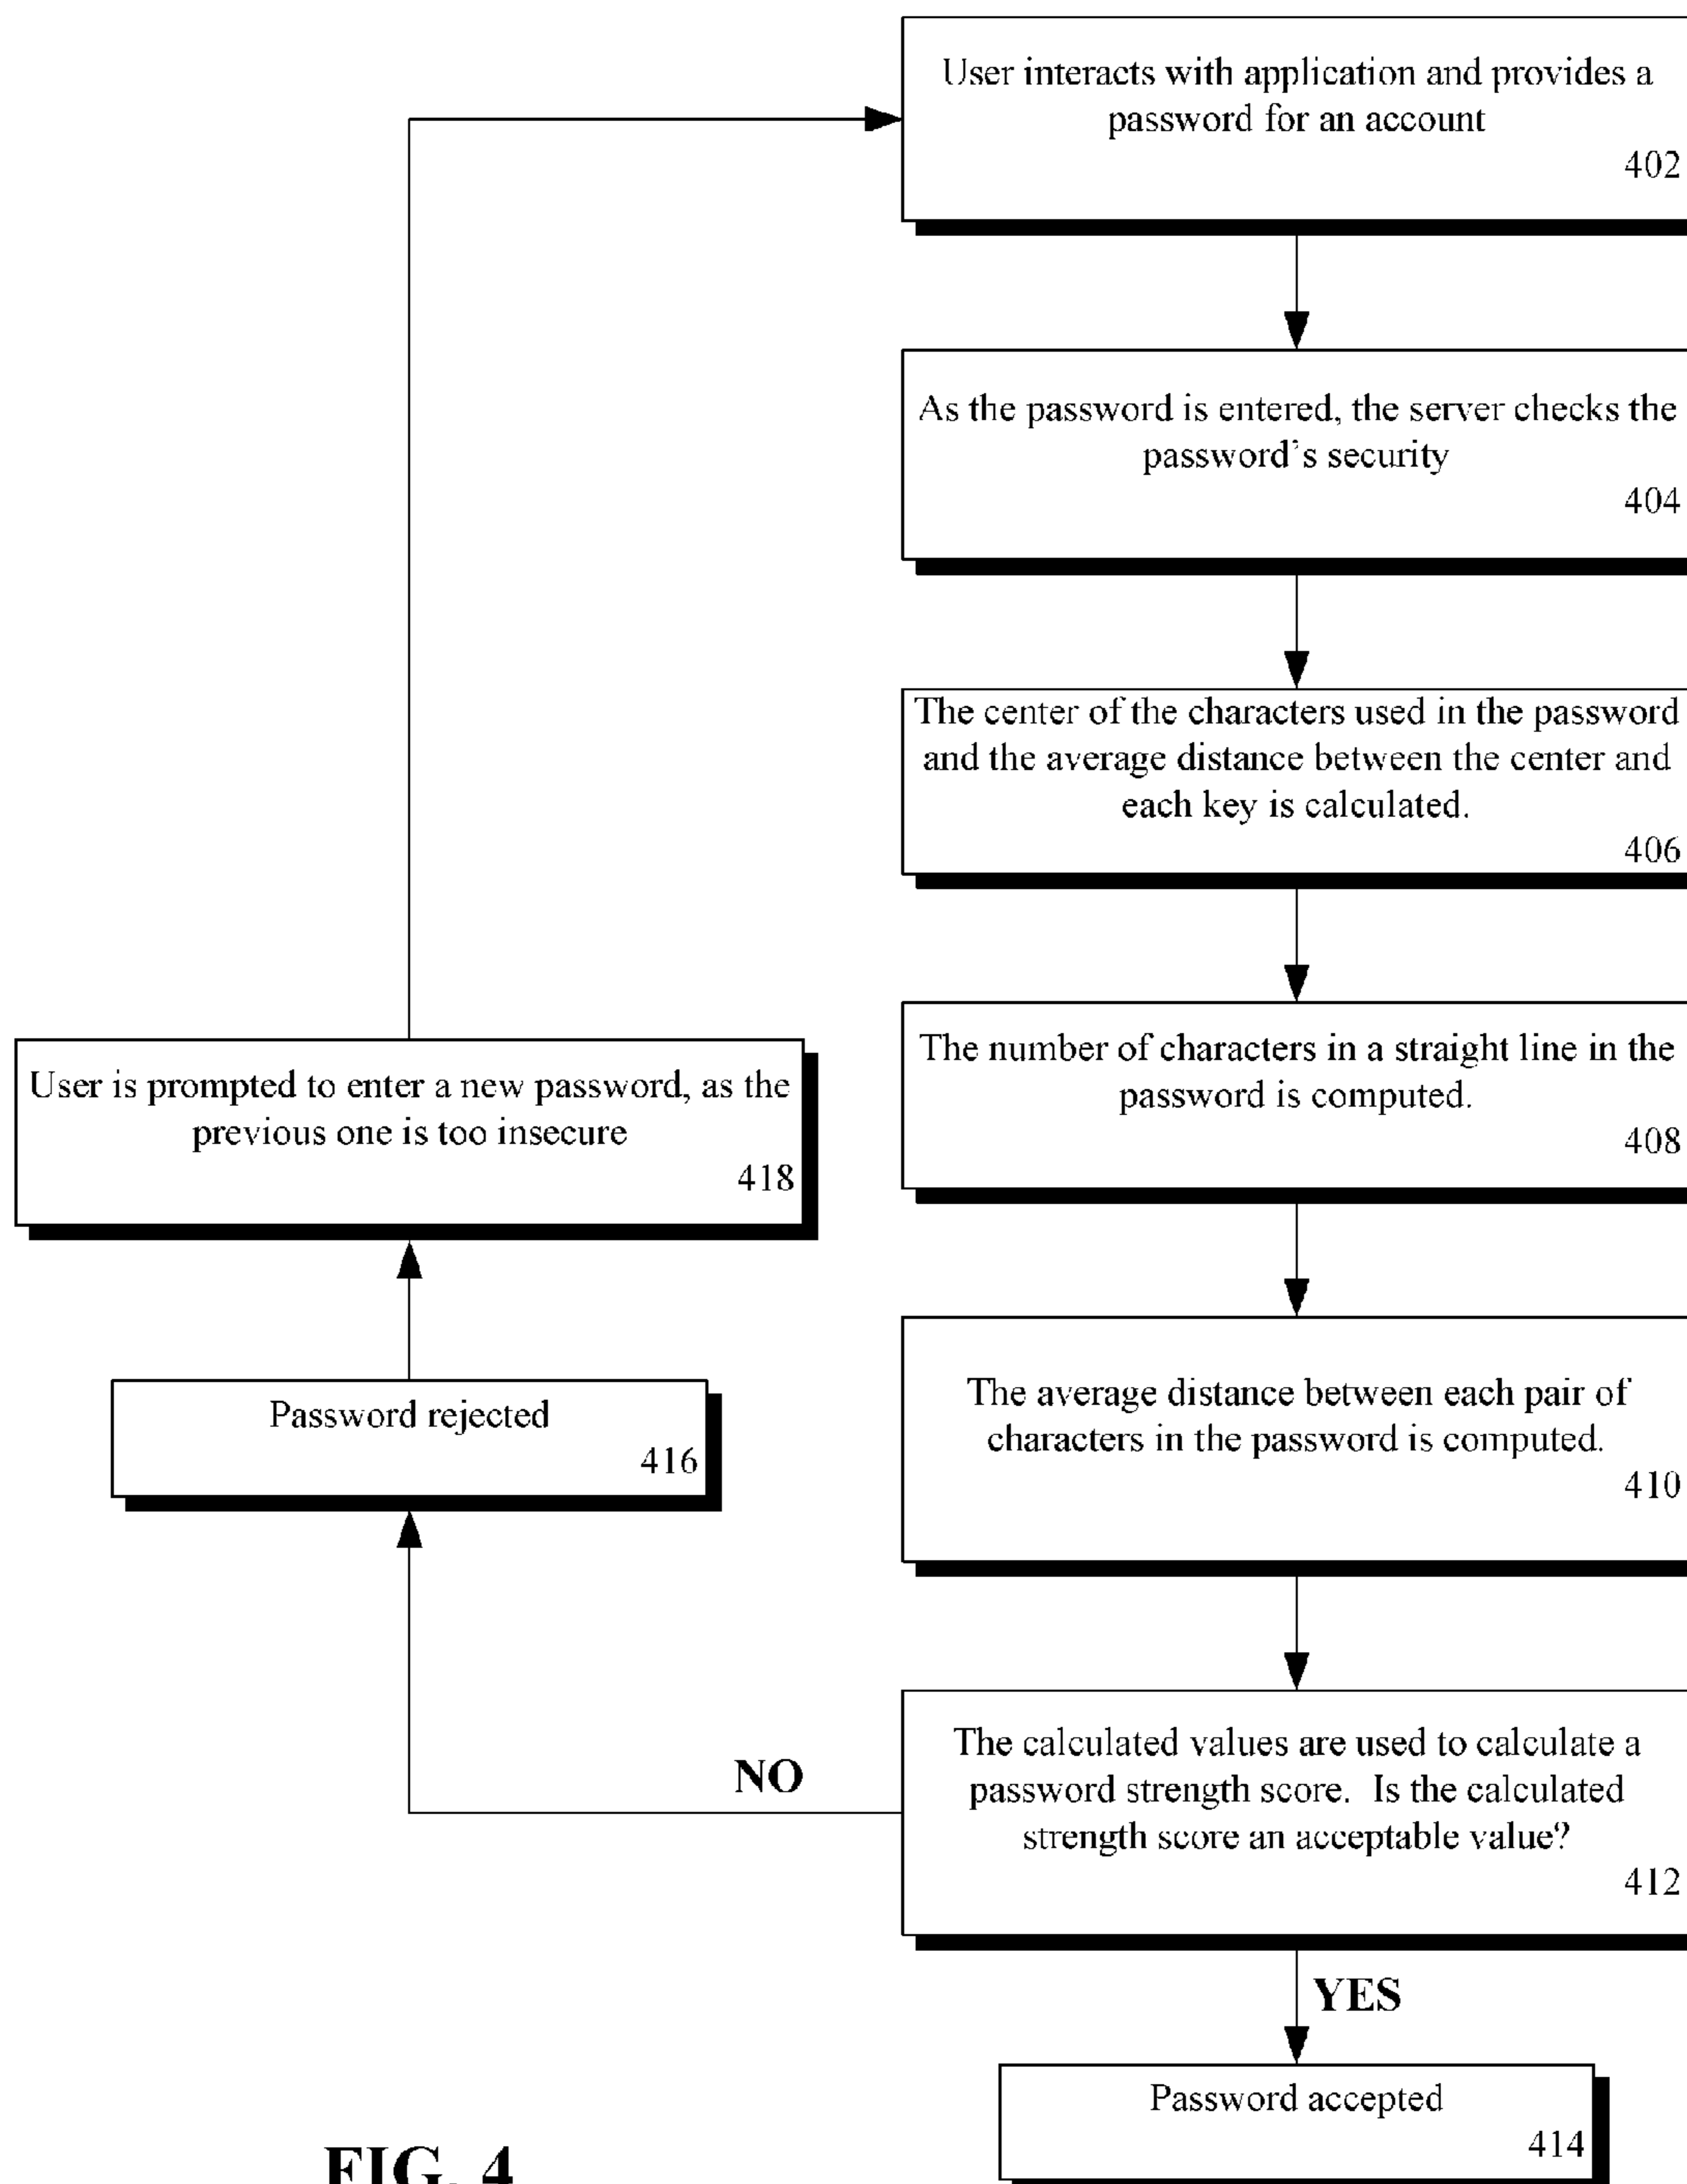 User interacts with application and provides a
password for an account
402
As the password is entered, the server checks the
password's security
404
The center of the characters used in the password
and the average distance between the center and
each key is calculated.
406
The number of characters in a straight line in the
password is computed.
408
User is prompted to enter a new password, as the
previous one is too insecure
418
The average distance between each pair of
characters in the password is computed.
410
Password rejected
416
The calculated values are used to calculate a
password strength score. Is the calculated
strength score an acceptable value?
412
NO
YES
Password accepted
414
FIG. 4